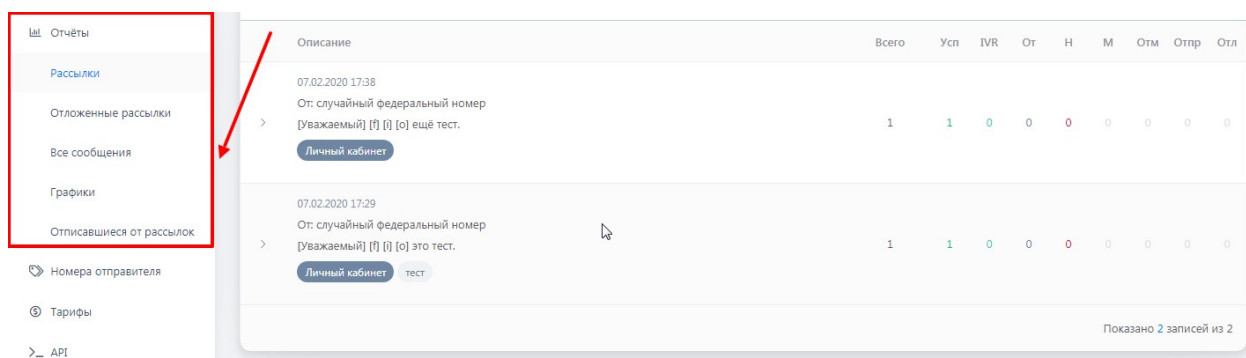 Отчёты
Рассылки
Отложенные рассылки
Все сообщения
Графики
Отписавшиеся от рассылок
Номера отправителя
Тарифы
API
Описание Всего Усп IVR От Н М Отм Отпр Отл
07.02.2020 17:38
От: случайный федеральный номер
[Уважаемый] [f] [i] [o] ещё тест. 1 1 0 0 0 0 0 0 0
Личный кабинет
07.02.2020 17:29
От: случайный федеральный номер
[Уважаемый] [f] [i] [o] это тест. 1 1 0 0 0 0 0 0 0
Личный кабинет тест
Показано 2 записей из 2